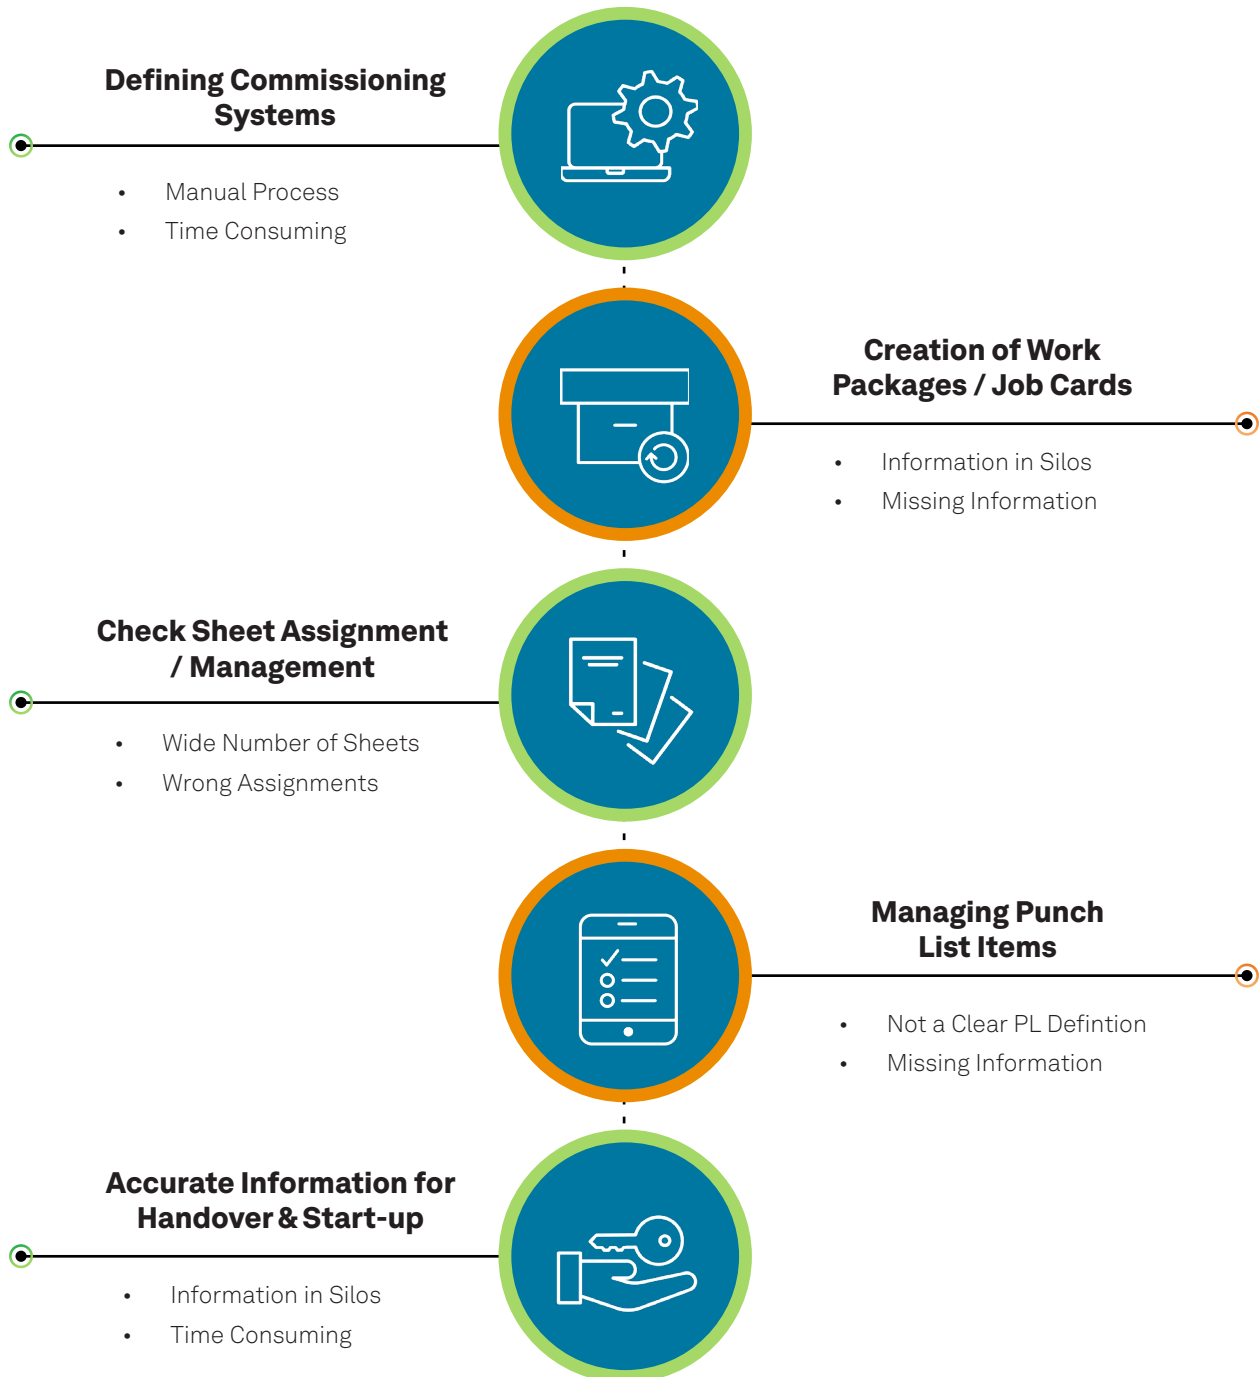 Defining Commissioning
Systems
• Manual Process
• Time Consuming
Creation of Work
Packages / Job Cards
• Information in Silos
• Missing Information
Check Sheet Assignment
/ Management
• Wide Number of Sheets
• Wrong Assignments
Managing Punch
List Items
• Not a Clear PL Defintion
• Missing Information
Accurate Information for
Handover & Start-up
• Information in Silos
• Time Consuming